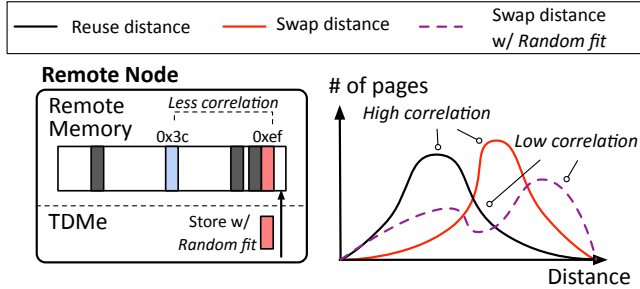 Reuse distance
Swap distance
Swap distance
w/ Random fit
Remote Node
Remote
Memory
Less correlation
0x3c
0xef
TDMe
Store w/
Random fit
# of pages
High correlation
Low correlation
Distance